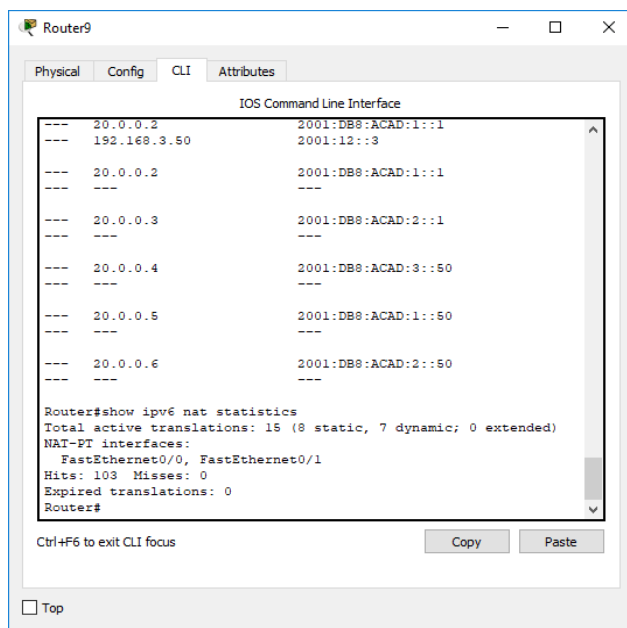 Router9
Physical Config CLI Attributes
IOS Command Line Interface
--- 20.0.0.2 2001:DB8:ACAD:1::1
--- 192.168.3.50 2001:12::3
--- 20.0.0.2 2001:DB8:ACAD:1::1
--- --- ---
--- 20.0.0.3 2001:DB8:ACAD:2::1
--- --- ---
--- 20.0.0.4 2001:DB8:ACAD:3::50
--- --- ---
--- 20.0.0.5 2001:DB8:ACAD:1::50
--- --- ---
--- 20.0.0.6 2001:DB8:ACAD:2::50
--- --- ---
Router#show ipv6 nat statistics
Total active translations: 15 (8 static, 7 dynamic; 0 extended)
NAT-PT interfaces:
FastEthernet0/0, FastEthernet0/1
Hits: 103 Misses: 0
Expired translations: 0
Router#
Ctrl+F6 to exit CLI focus
Copy Paste
Top